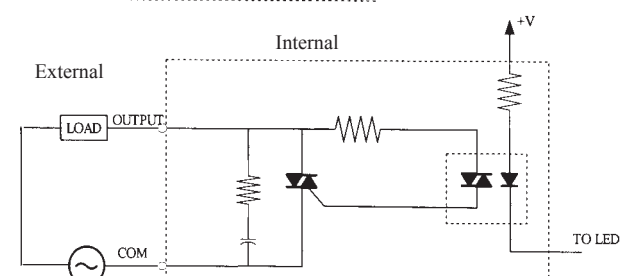 +V
Internal
External
LOAD
OUTPUT
COM
TO LED